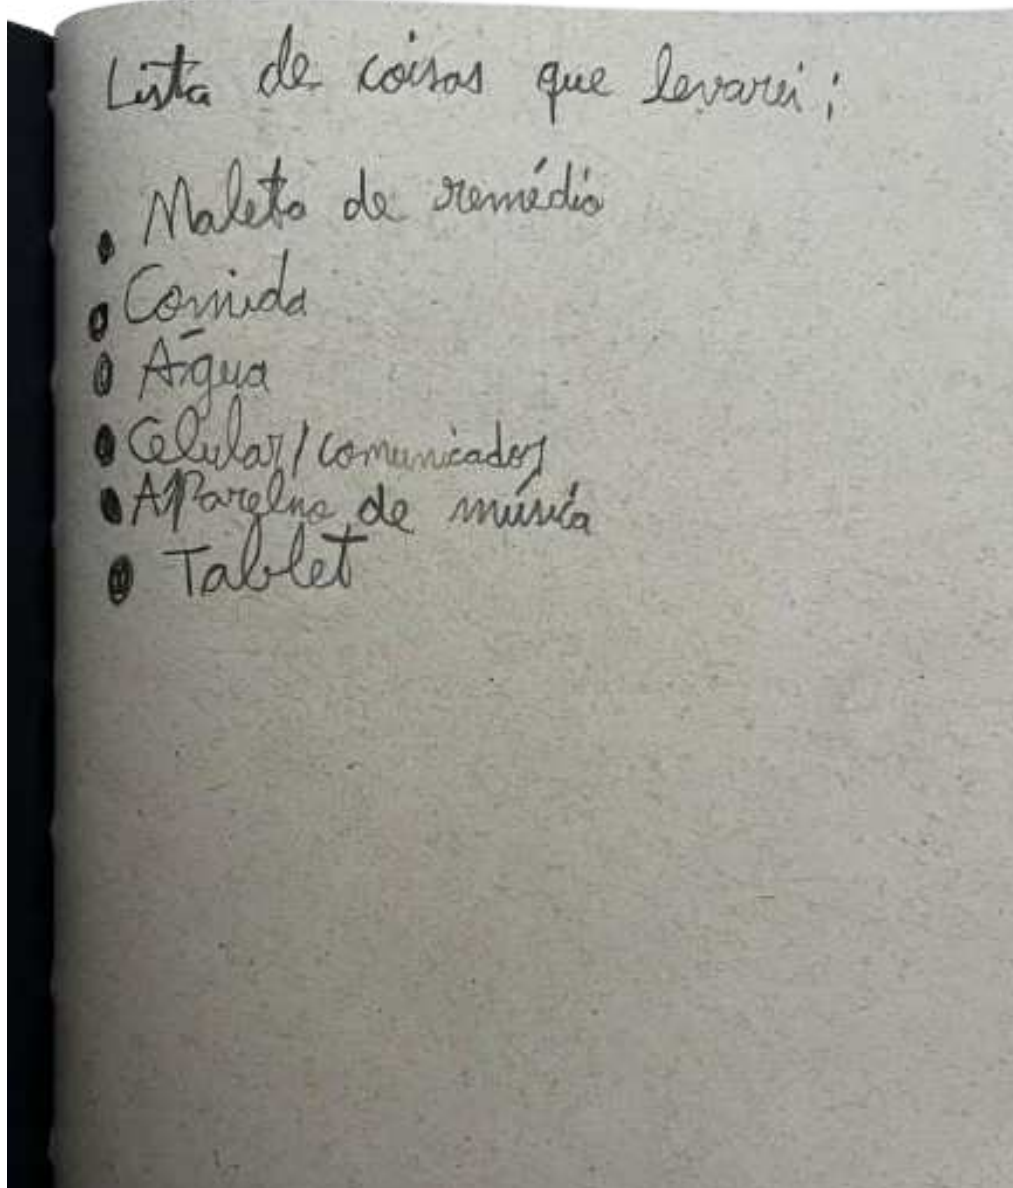 Lista de coisas que levarei:
• Maleta de remédio
• Comida
• Água
• Celular/comunicador
• Aparelho de música
• Tablet